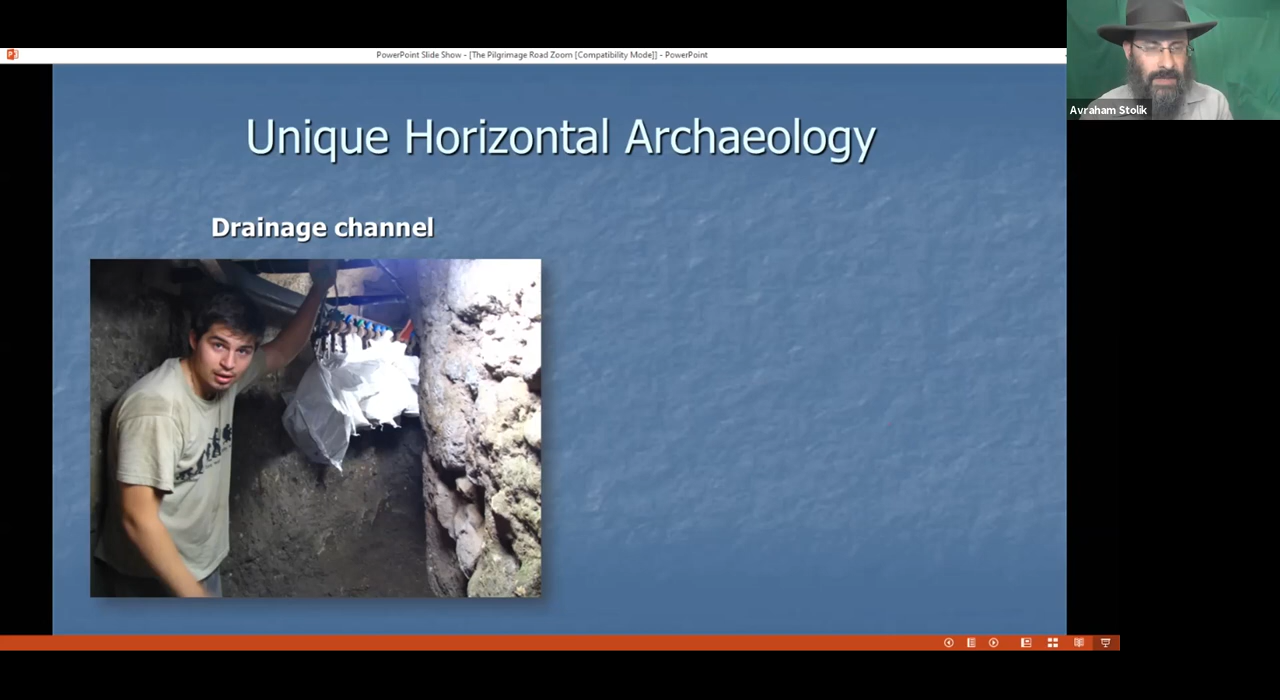 PowerPoint Slide Show - [The Pilgrimage Road Zoom [Compatibility Mode]] - PowerPoint
Avraham Stolik
Unique Horizontal Archaeology
Drainage channel